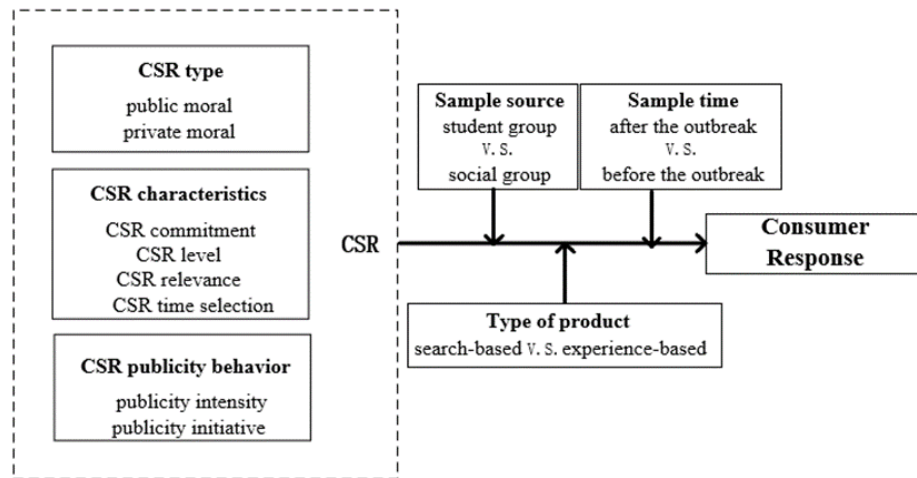 CSR type
public moral
private moral
CSR characteristics
CSR commitment
CSR level
CSR relevance
CSR time selection
CSR publicity behavior
publicity intensity
publicity initiative
CSR
Sample source
student group
V. S.
social group
Sample time
after the outbreak
V. S.
before the outbreak
Type of product
search-based V. S. experience-based
Consumer
Response